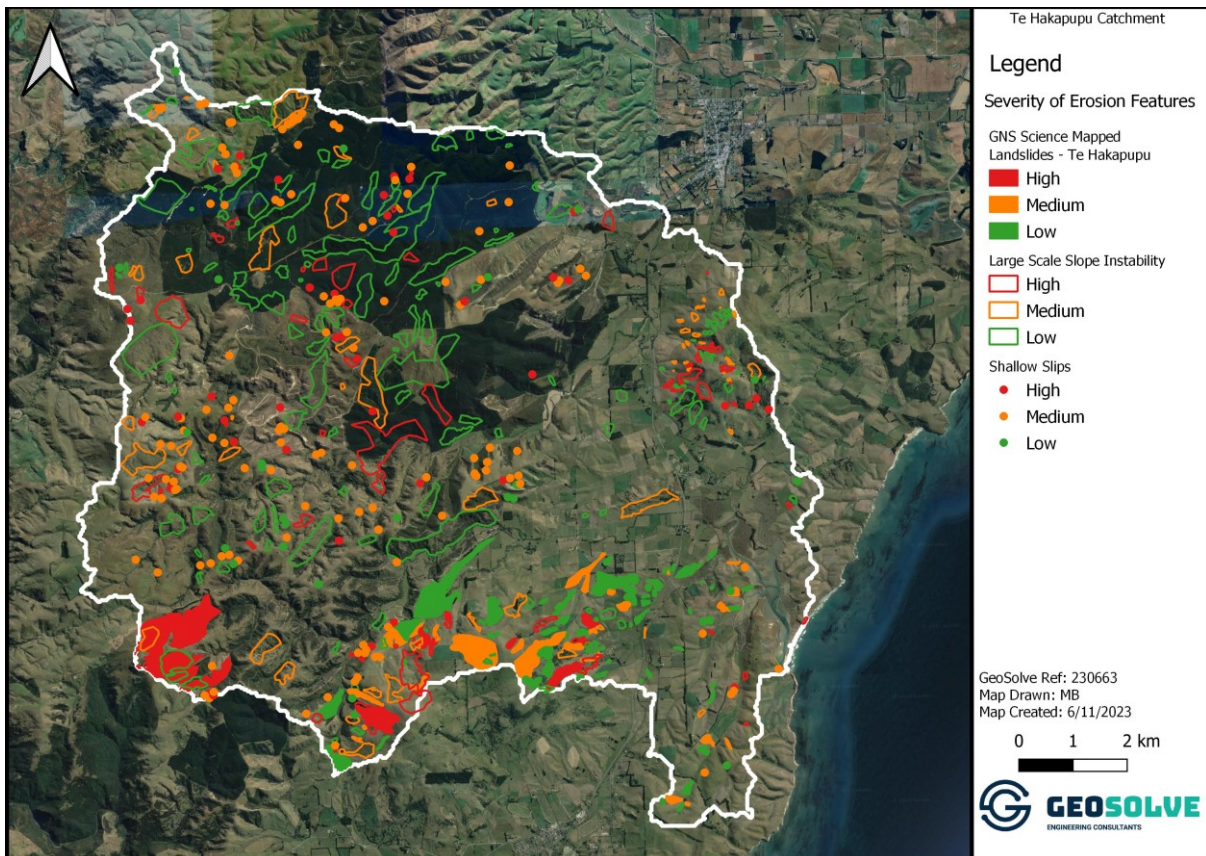 Te Hakapupu Catchment
Legend
Severity of Erosion Features
GNS Science Mapped
Landslides - Te Hakapupu
High
Medium
Low
Large Scale Slope Instability
High
Medium
Low
Shallow Slips
High
Medium
Low
GeoSolve Ref: 230663
Map Drawn: MB
Map Created: 6/11/2023
0 1 2 km
GEOSOLVE
ENGINEERING CONSULTANTS